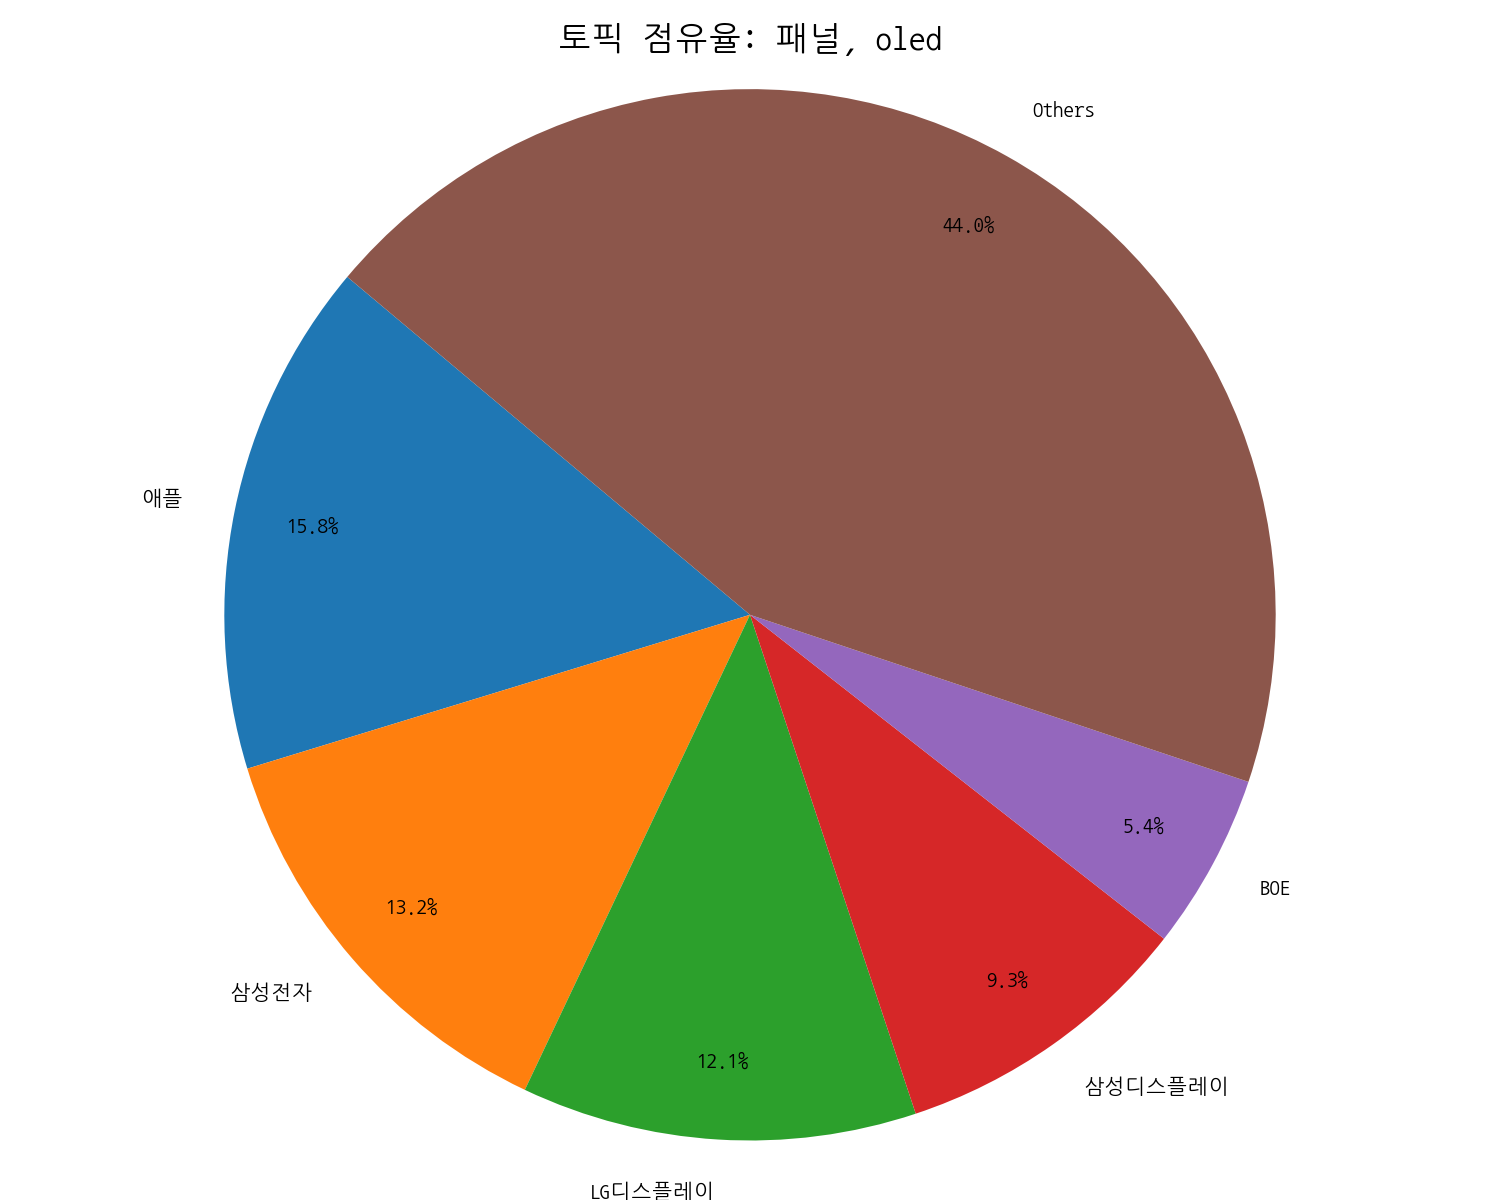 토픽 점유율: 패널, oled
Others
44.0%
애플
15.8%
13.2%
삼성전자
12.1%
LG디스플레이
9.3%
삼성디스플레이
5.4%
BOE